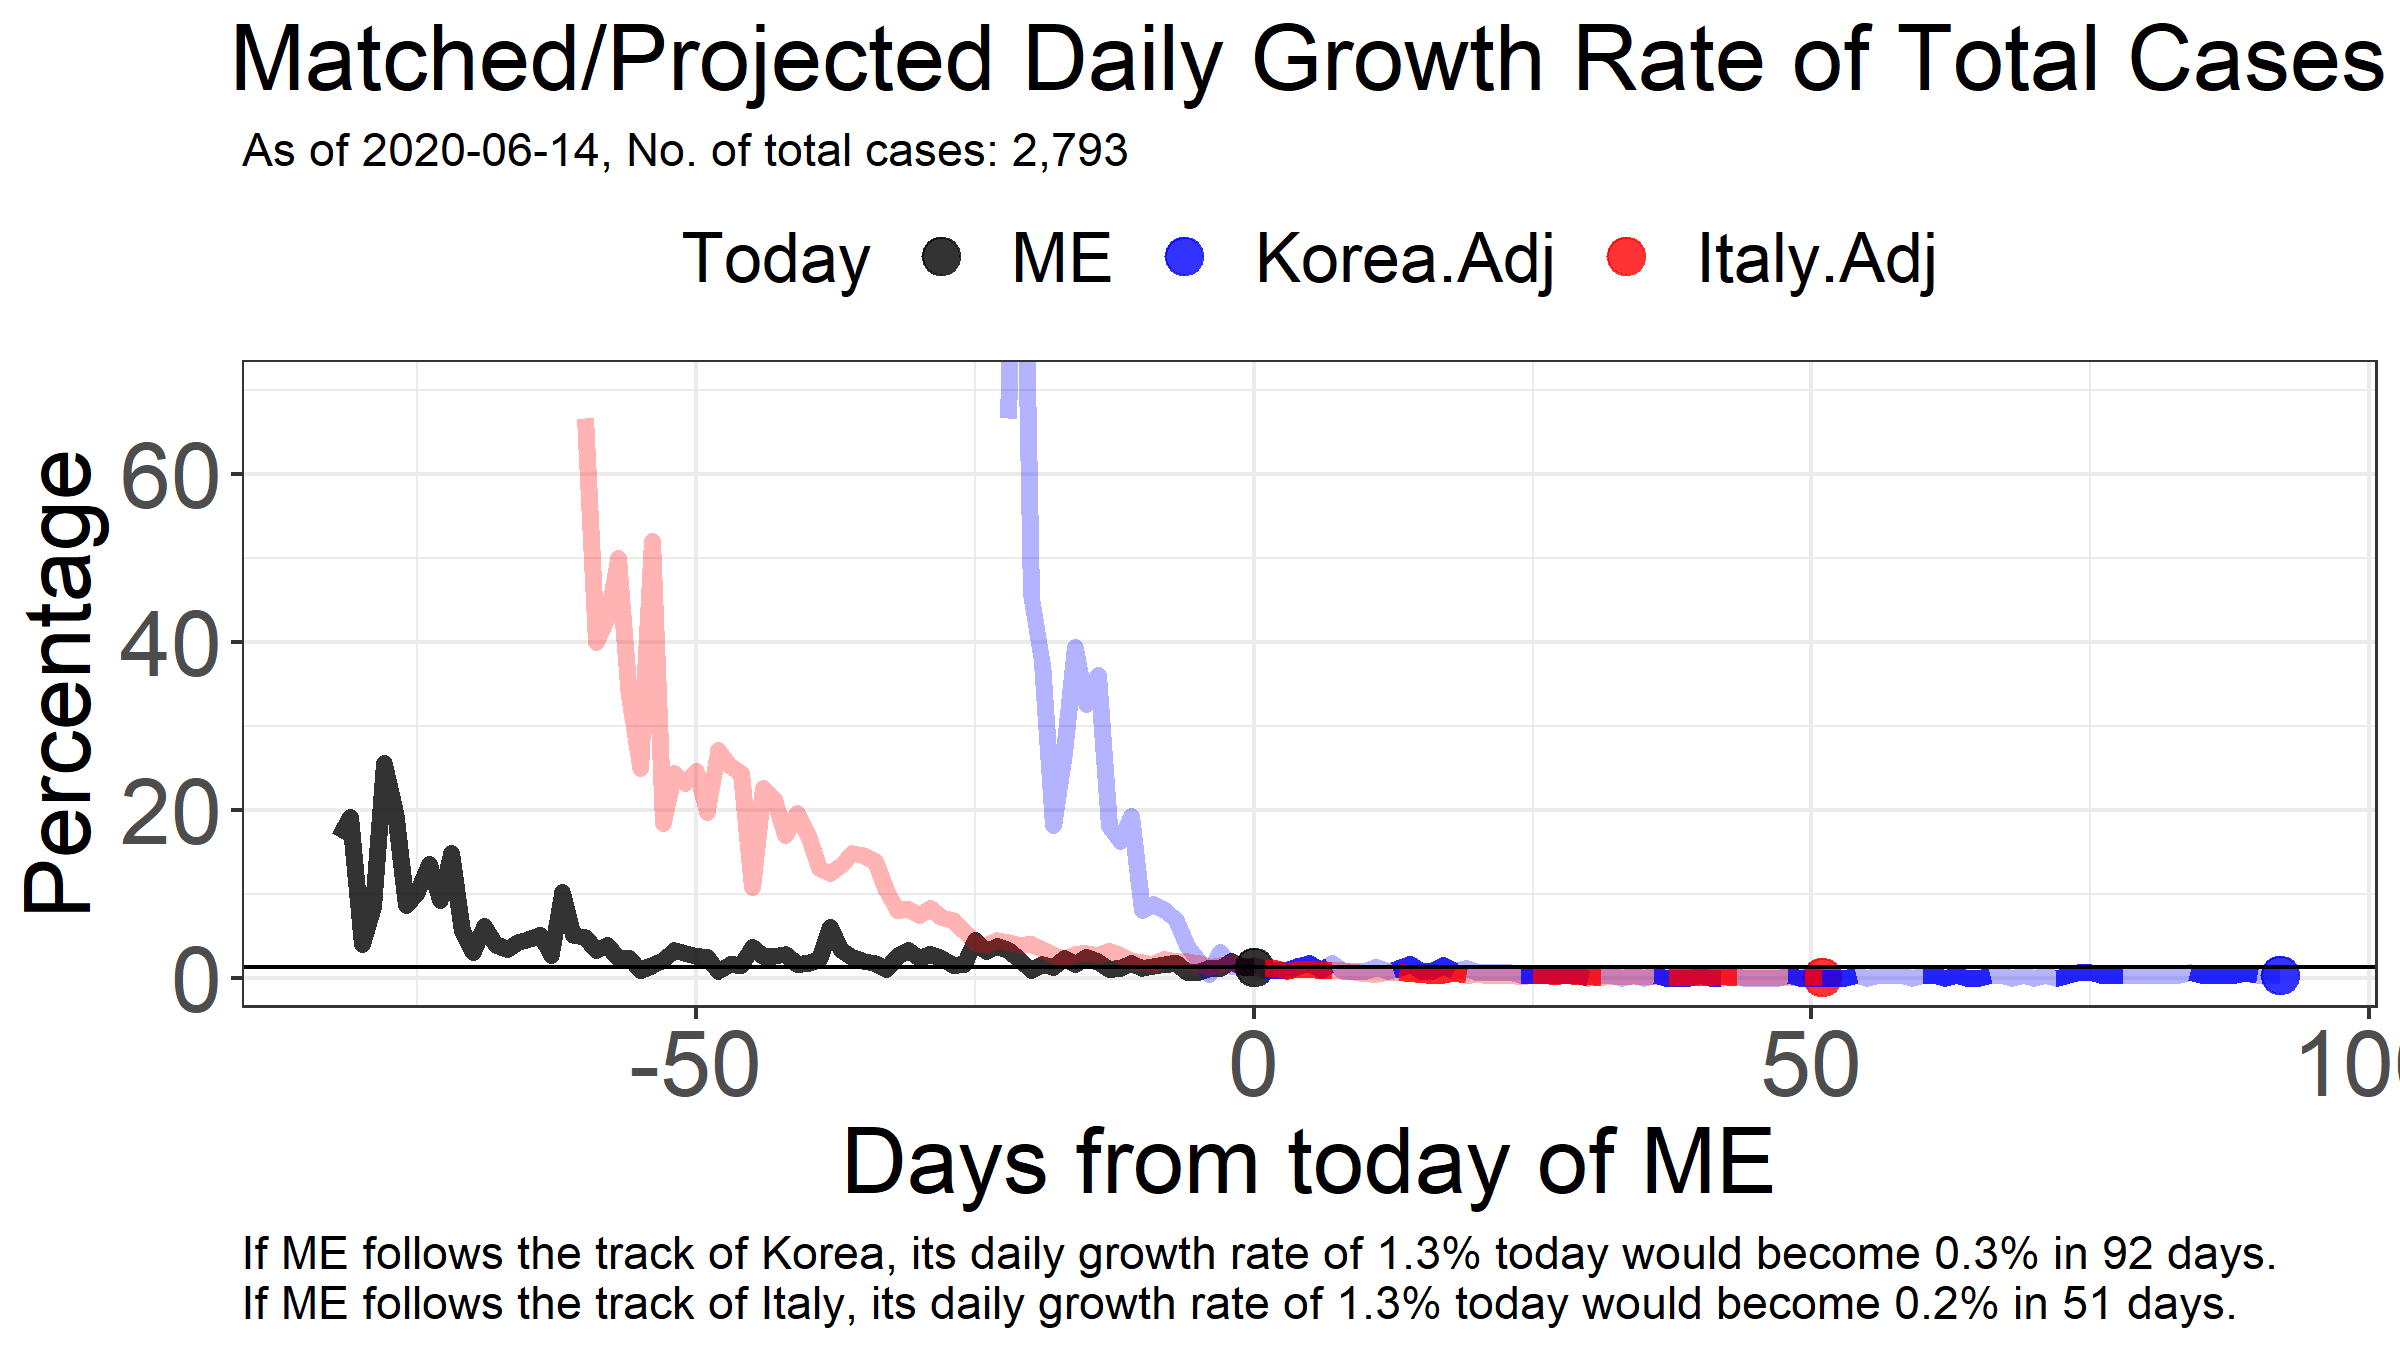 Matched/Projected Daily Growth Rate of Total Cases
As of 2020-06-14, No. of total cases: 2,793
Today ME Korea.Adj Italy.Adj
Percentage
60
40
20
0
-50 0 50 100
Days from today of ME
If ME follows the track of Korea, its daily growth rate of 1.3% today would become 0.3% in 92 days.
If ME follows the track of Italy, its daily growth rate of 1.3% today would become 0.2% in 51 days.